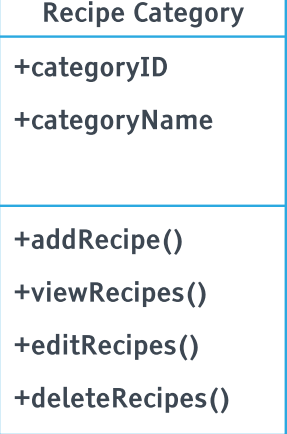 Recipe Category
+categoryID
+categoryName
+addRecipe()
+viewRecipes()
+editRecipes()
+deleteRecipes()